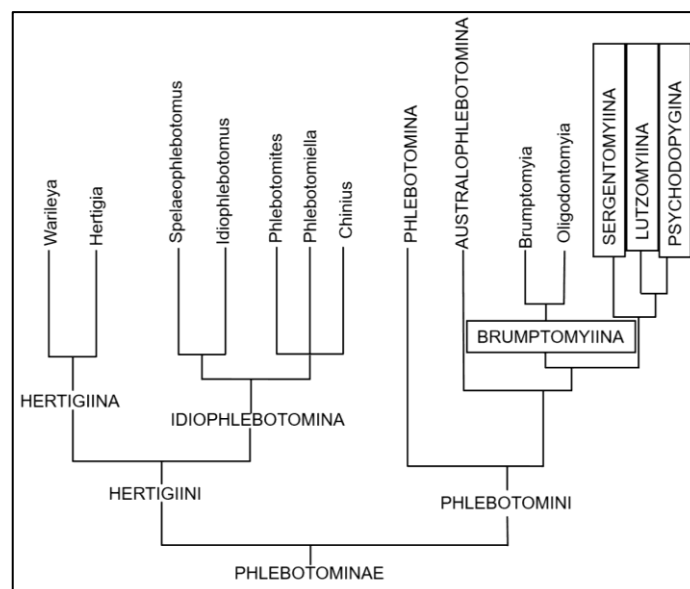 Warileya
Hertigia
Spelaeophlebotomus
Idiophlebotomus
Phlebotomites
Phlebotomiella
Chinius
PHLEBOTOMINA
AUSTRALOPHLEBOTOMINA
Brumptomyia
Oligodontomyia
SERGENTOMYIINA
LUTZOMYIINA
PSYCHODOPYGINA
BRUMPTOMYIINA
HERTIGIINA
IDIOPHLEBOTOMINA
HERTIGIINI
PHLEBOTOMINI
PHLEBOTOMINAE